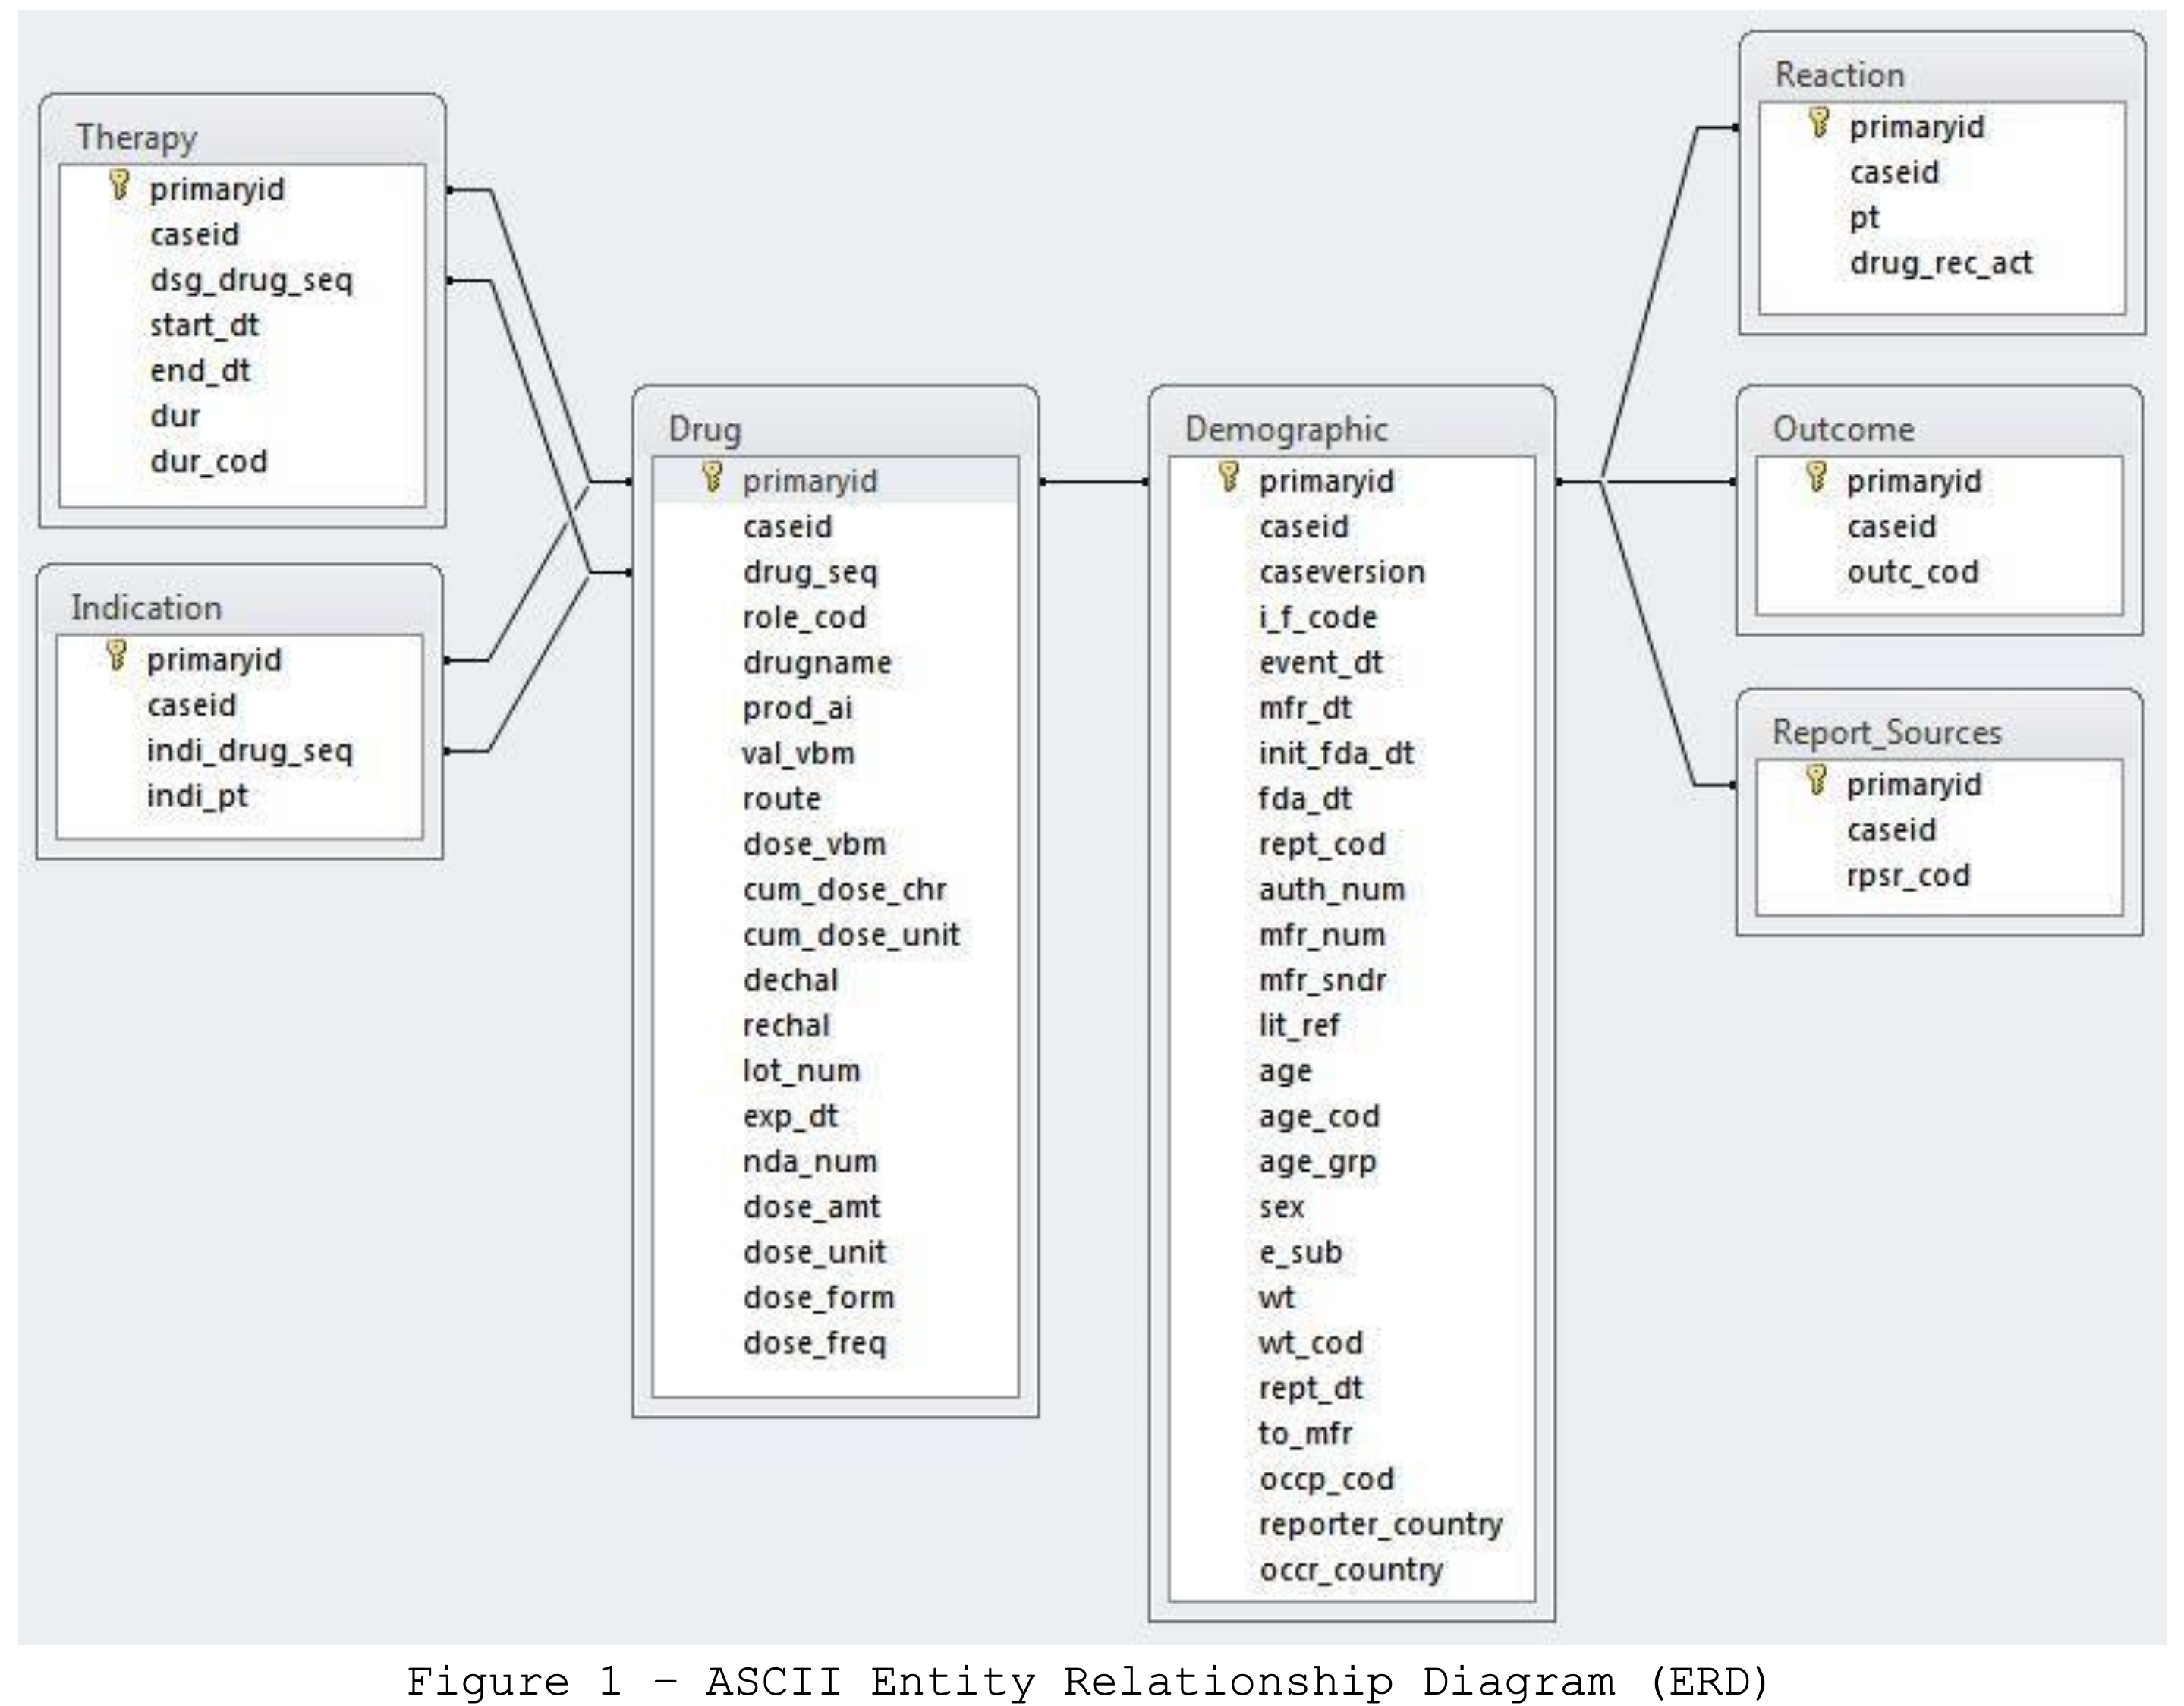 Therapy
primaryid
caseid
dsg_drug_seq
start_dt
end_dt
dur
dur_cod
Indication
primaryid
caseid
indi_drug_seq
indi_pt
Drug
primaryid
caseid
drug_seq
role_cod
drugname
prod_ai
val_vbm
route
dose_vbm
cum_dose_chr
cum_dose_unit
dechal
rechal
lot_num
exp_dt
nda_num
dose_amt
dose_unit
dose_form
dose_freq
Demographic
primaryid
caseid
caseversion
i_f_code
event_dt
mfr_dt
init_fda_dt
fda_dt
rept_cod
auth_num
mfr_num
mfr_sndr
lit_ref
age
age_cod
age_grp
sex
e_sub
wt
wt_cod
rept_dt
to_mfr
occp_cod
reporter_country
occr_country
Reaction
primaryid
caseid
pt
drug_rec_act
Outcome
primaryid
caseid
outc_cod
Report_Sources
primaryid
caseid
rpsr_cod
Figure 1 – ASCII Entity Relationship Diagram (ERD)